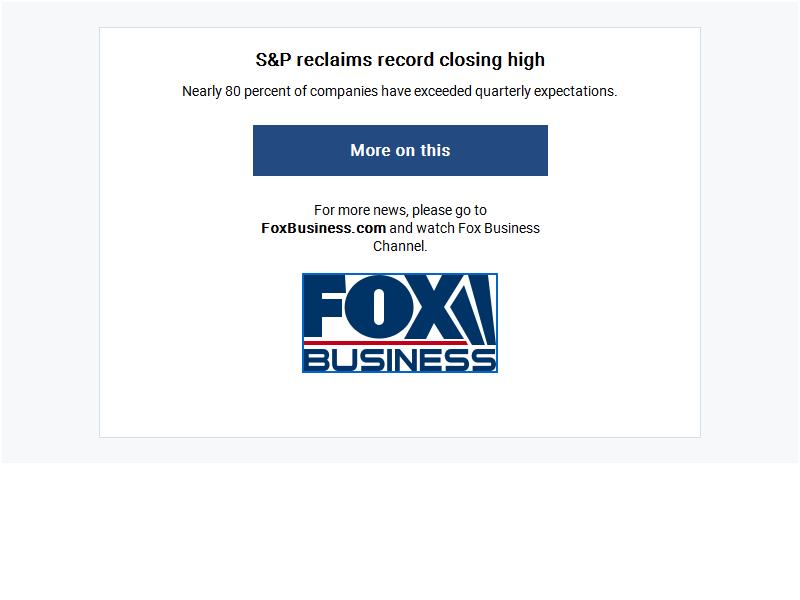 S&P reclaims record closing high
Nearly 80 percent of companies have exceeded quarterly expectations.
More on this
For more news, please go to
FoxBusiness.com and watch Fox Business
Channel.
FOX
BUSINESS